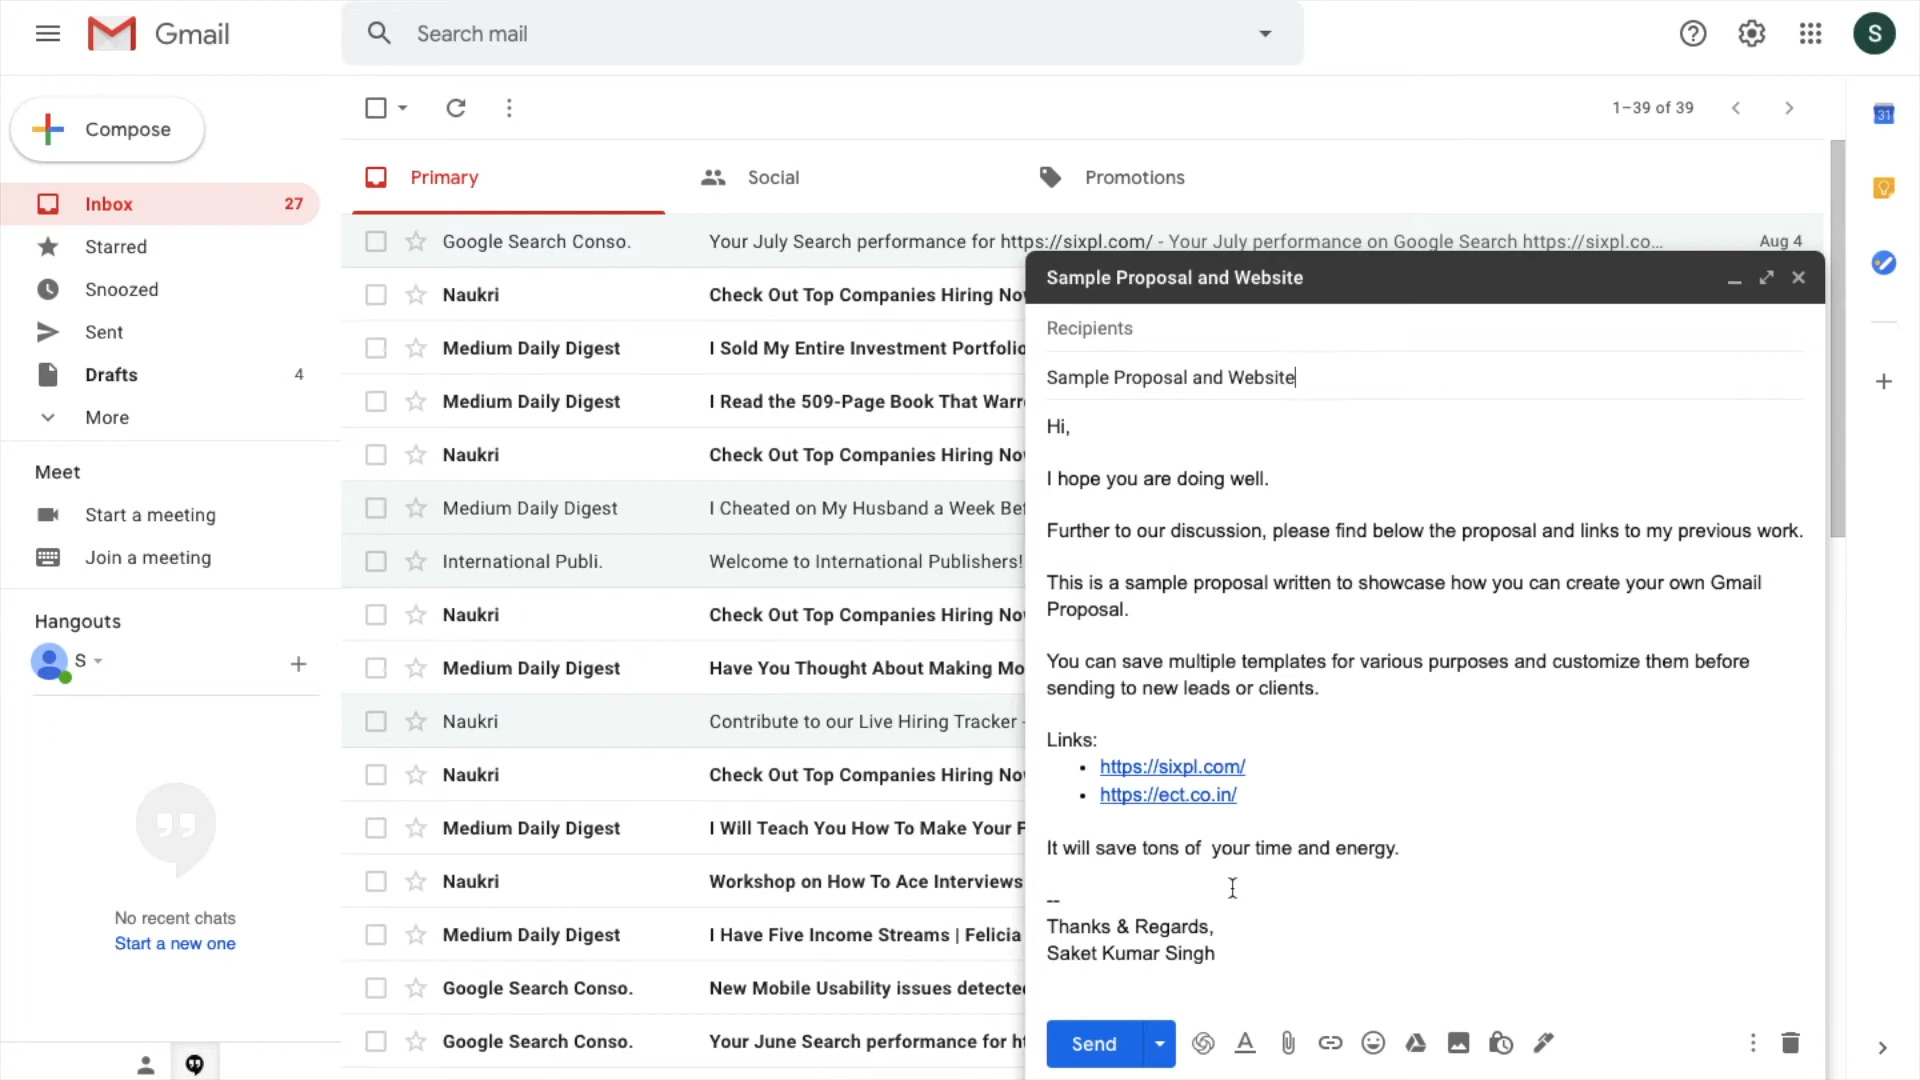 Gmail
Search mail
S
Compose
1–39 of 39
31
Primary
Social
Promotions
Inbox 27
Starred
Snoozed
Sent
Drafts 4
More
Meet
Start a meeting
Join a meeting
Hangouts
S
No recent chats
Start a new one
Google Search Conso. Your July Search performance for https://sixpl.com/ - Your July performance on Google Search https://sixpl.co... Aug 4
Naukri Check Out Top Companies Hiring No
Medium Daily Digest I Sold My Entire Investment Portfolio
Medium Daily Digest I Read the 509-Page Book That Warr
Naukri Check Out Top Companies Hiring No
Medium Daily Digest I Cheated on My Husband a Week Be
International Publi. Welcome to International Publishers!
Naukri Check Out Top Companies Hiring No
Medium Daily Digest Have You Thought About Making Mo
Naukri Contribute to our Live Hiring Tracker -
Naukri Check Out Top Companies Hiring No
Medium Daily Digest I Will Teach You How To Make Your F
Naukri Workshop on How To Ace Interviews
Medium Daily Digest I Have Five Income Streams | Felicia
Google Search Conso. New Mobile Usability issues detecte
Google Search Conso. Your June Search performance for h
Sample Proposal and Website
Recipients
Sample Proposal and Website
Hi,
I hope you are doing well.
Further to our discussion, please find below the proposal and links to my previous work.
This is a sample proposal written to showcase how you can create your own Gmail
Proposal.
You can save multiple templates for various purposes and customize them before
sending to new leads or clients.
Links:
• https://sixpl.com/
• https://ect.co.in/
It will save tons of  your time and energy.
--
Thanks & Regards,
Saket Kumar Singh
Send